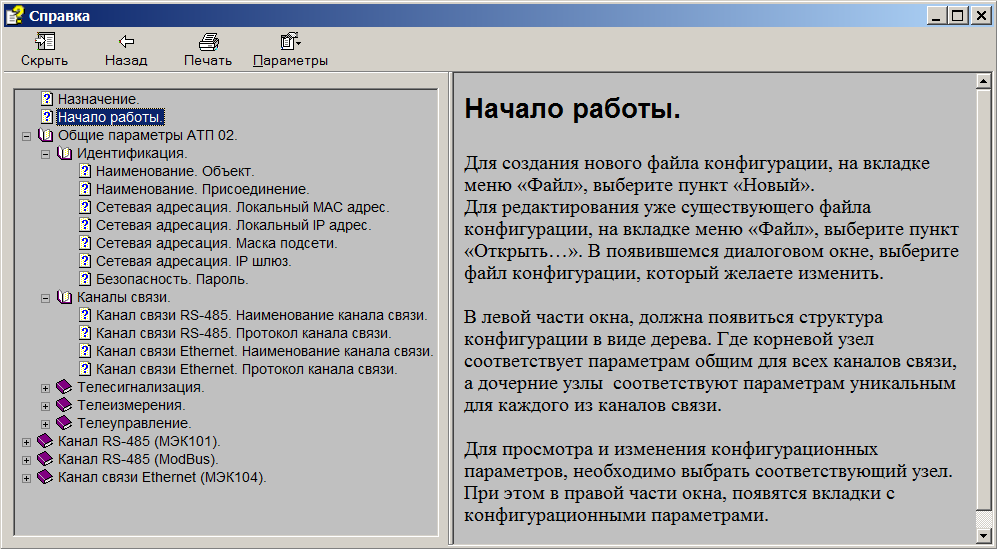 Справка
Скрыть Назад Печать Параметры
Назначение.
Начало работы.
Общие параметры АТП 02.
Идентификация.
Наименование. Объект.
Наименование. Присоединение.
Сетевая адресация. Локальный MAC адрес.
Сетевая адресация. Локальный IP адрес.
Сетевая адресация. Маска подсети.
Сетевая адресация. IP шлюз.
Безопасность. Пароль.
Каналы связи.
Канал связи RS-485. Наименование канала связи.
Канал связи RS-485. Протокол канала связи.
Канал связи Ethernet. Наименование канала связи.
Канал связи Ethernet. Протокол канала связи.
Телесигнализация.
Телеизмерения.
Телеуправление.
Канал RS-485 (МЭК101).
Канал RS-485 (ModBus).
Канал связи Ethernet (МЭК104).
Начало работы.
Для создания нового файла конфигурации, на вкладке
меню «Файл», выберите пункт «Новый».
Для редактирования уже существующего файла
конфигурации, на вкладке меню «Файл», выберите пункт
«Открыть…». В появившемся диалоговом окне, выберите
файл конфигурации, который желаете изменить.
В левой части окна, должна появиться структура
конфигурации в виде дерева. Где корневой узел
соответствует параметрам общим для всех каналов связи,
а дочерние узлы соответствуют параметрам уникальным
для каждого из каналов связи.
Для просмотра и изменения конфигурационных
параметров, необходимо выбрать соответствующий узел.
При этом в правой части окна, появятся вкладки с
конфигурационными параметрами.